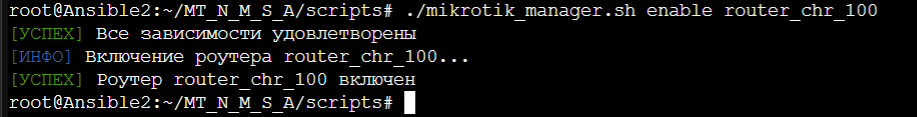 root@Ansible2:~/MT_N_M_S_A/scripts# ./mikrotik_manager.sh enable router_chr_100
[УСПЕХ] Все зависимости удовлетворены
[ИНФО] Включение роутера router_chr_100...
[УСПЕХ] Роутер router_chr_100 включен
root@Ansible2:~/MT_N_M_S_A/scripts#